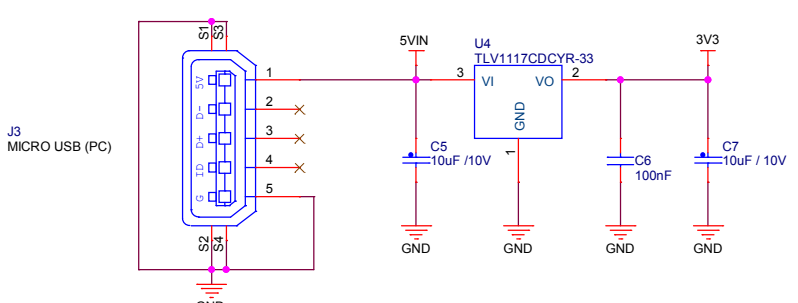 S1
S3
5VIN
U4
TLV1117CDCYR-33
3V3
5V
1
3
VI
VO
2
D-
2
GND
J3
MICRO USB (PC)
D+
3
1
C5
10uF /10V
C6
100nF
C7
10uF / 10V
ID
4
G
5
S2
S4
GND
GND
GND
GND
GND